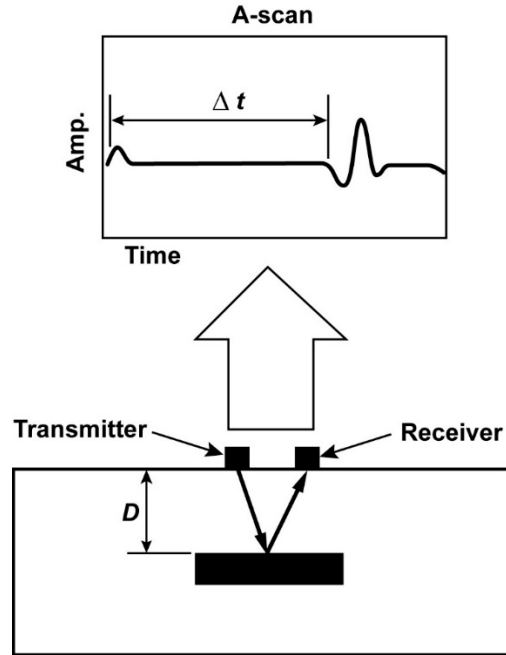 A-scan
Δ t
Amp.
Time
Transmitter
Receiver
D